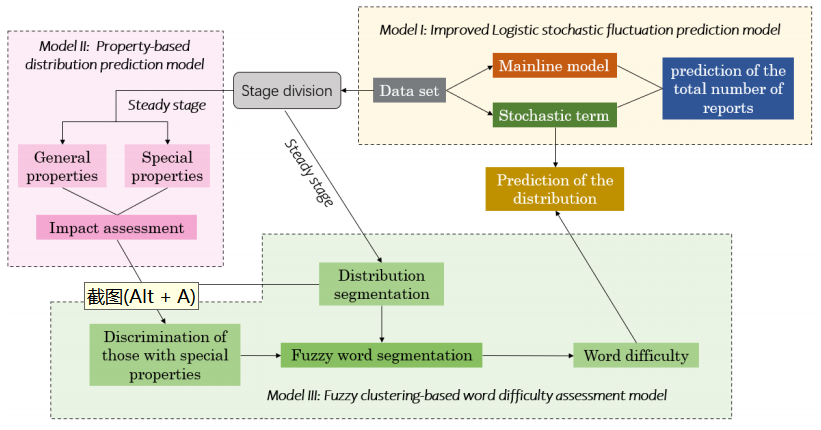 Model I: Improved Logistic stochastic fluctuation prediction model
Model II: Property-based
distribution prediction model
Mainline model
prediction of the
total number of
reports
Stage division
Data set
Steady stage
Stochastic term
General
properties
Special
properties
Steady stage
Prediction of the
distribution
Impact assessment
Distribution
segmentation
截图(Alt + A)
Discrimination of
those with special
properties
Fuzzy word segmentation
Word difficulty
Model III: Fuzzy clustering-based word difficulty assessment model